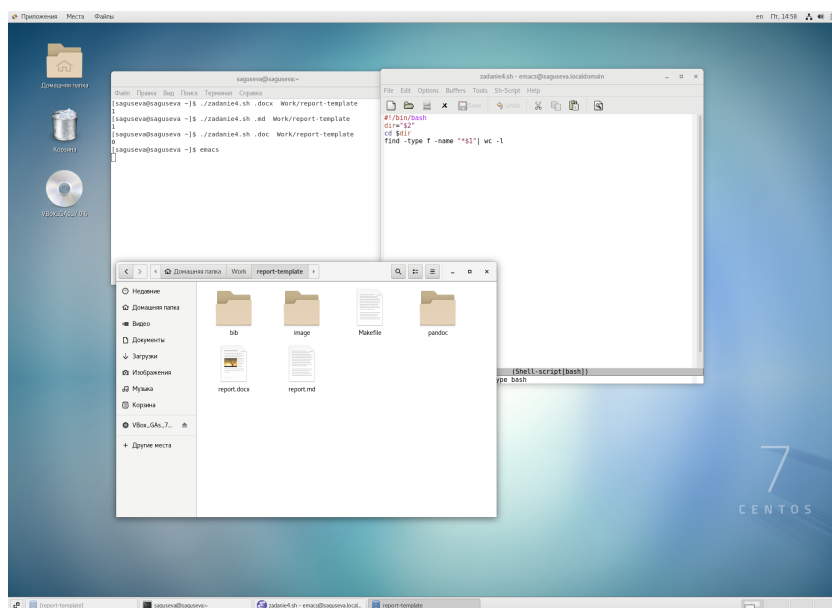 Приложения Места Файлы
en Пт, 14:58
Домашняя папка
Корзина
VBox_GAs_7.0.6
saguseva@saguseva:~
Файл Правка Вид Поиск Терминал Справка
[saguseva@saguseva ~]$ ./zadanie4.sh .docx Work/report-template
1
[saguseva@saguseva ~]$ ./zadanie4.sh .md Work/report-template
1
[saguseva@saguseva ~]$ ./zadanie4.sh .doc Work/report-template
0
[saguseva@saguseva ~]$ emacs
zadanie4.sh - emacs@saguseva.localdomain
File Edit Options Buffers Tools Sh-Script Help
Save Undo
#!/bin/bash
dir="$2"
cd $dir
find -type f -name "*$1"| wc -l
(Shell-script[bash])
ype bash
Домашняя папка Work report-template
Недавние
Домашняя папка
Видео
Документы
Загрузки
Изображения
Музыка
Корзина
VBox_GAs_7...
+ Другие места
bib
image
Makefile
pandoc
report.docx
report.md
7
CENTOS
[report-template]
saguseva@saguseva:~
zadanie4.sh - emacs@saguseva.local...
report-template